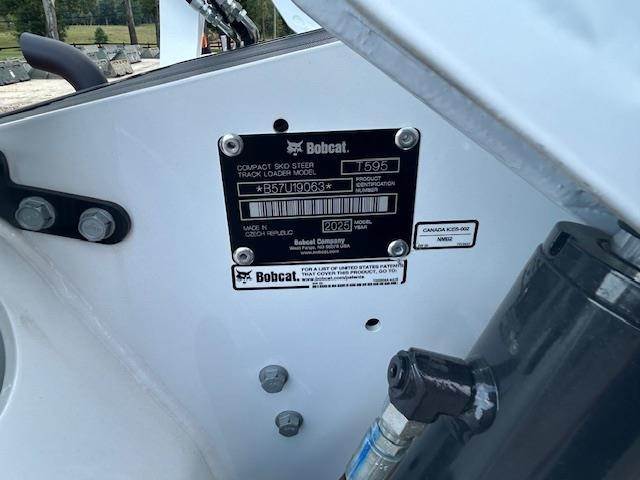 Bobcat.
COMPACT SKID STEER
TRACK LOADER MODEL T595
*B57U19063* PRODUCT IDENTIFICATION NUMBER
MADE IN CZECH REPUBLIC 2025 MODEL YEAR
Bobcat Company
West Fargo, ND 58078 USA
www.bobcat.com
CANADA ICES-002
NMB2
Bobcat. FOR A LIST OF UNITED STATES PATENTS
THAT COVER THIS PRODUCT, GO TO:
www.bobcat.com/patents